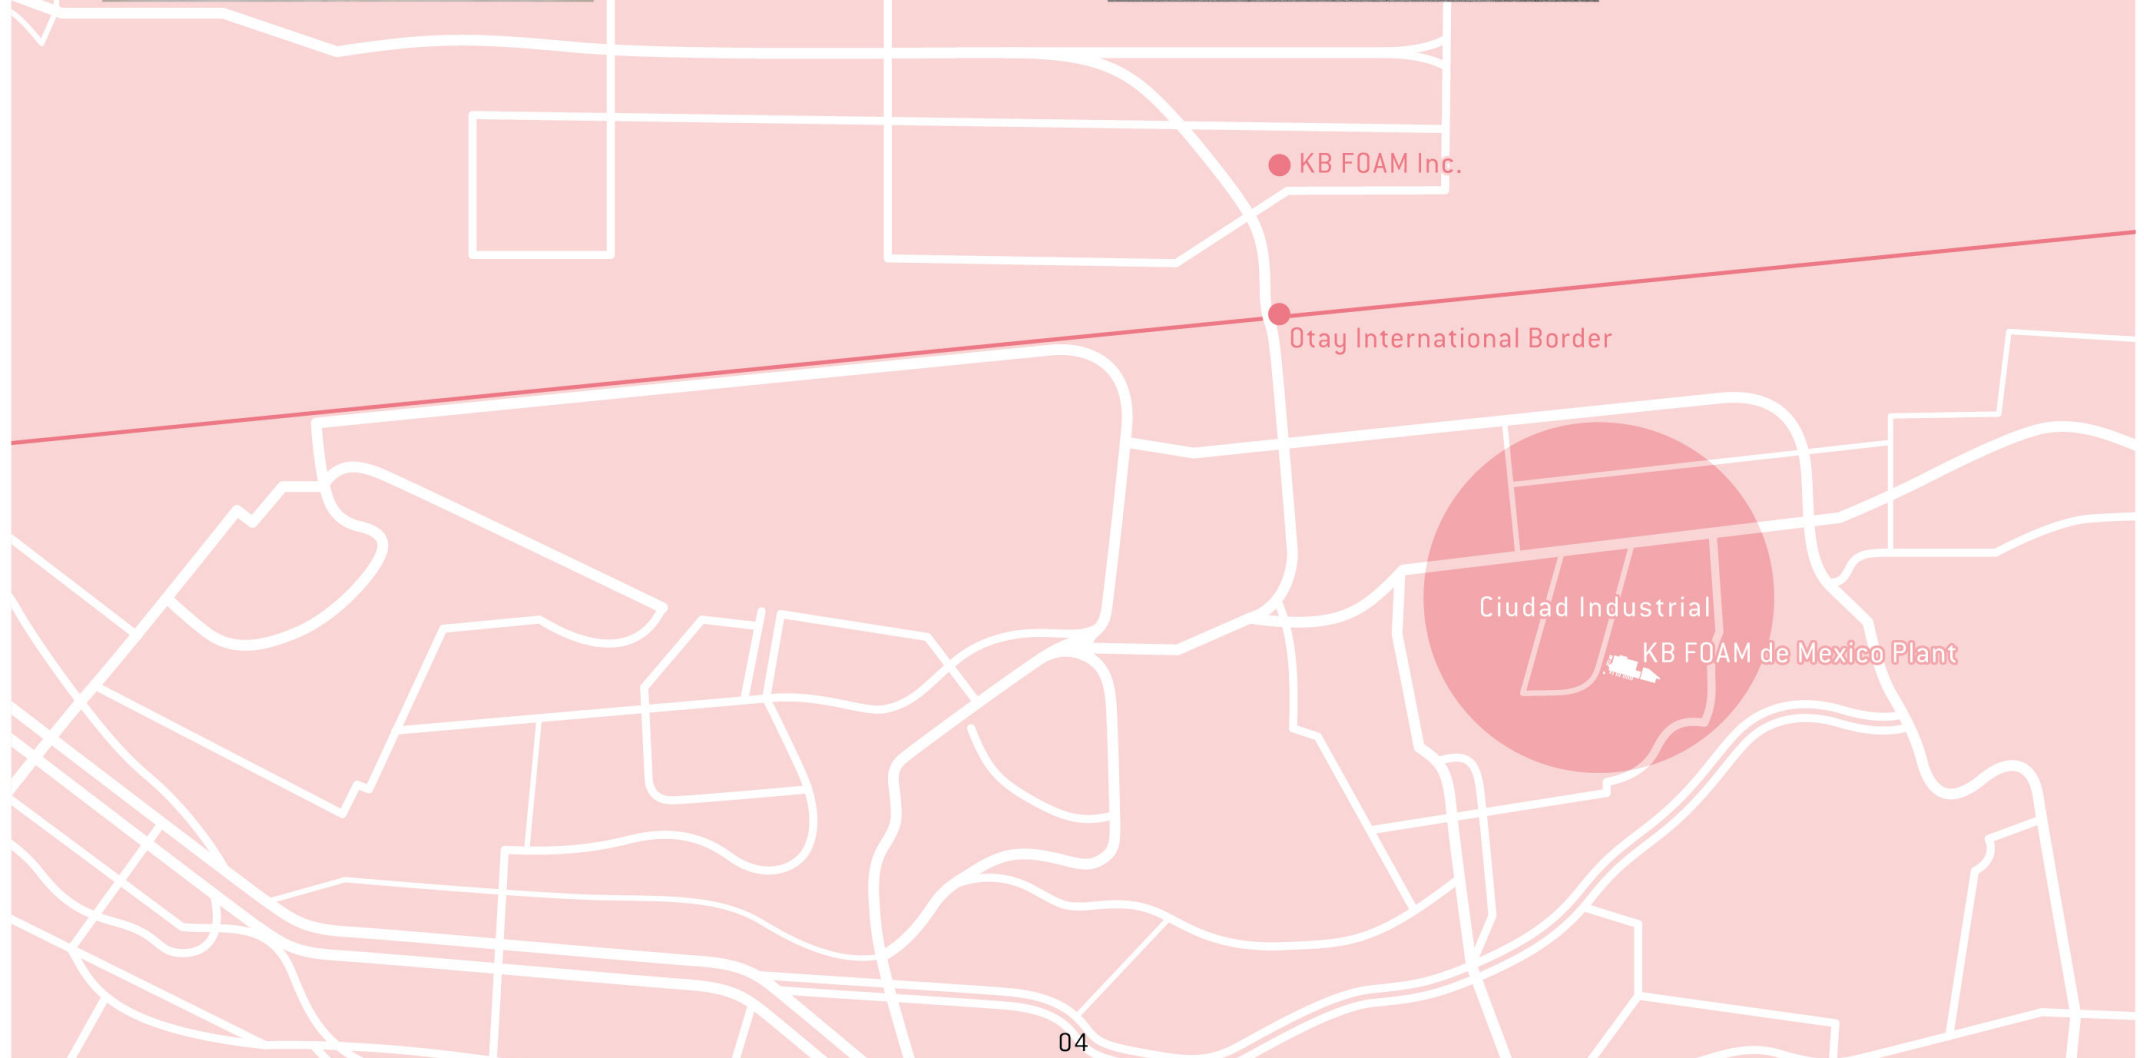 KB FOAM Inc.
Otay International Border
Ciudad Industrial
KB FOAM de Mexico Plant
04